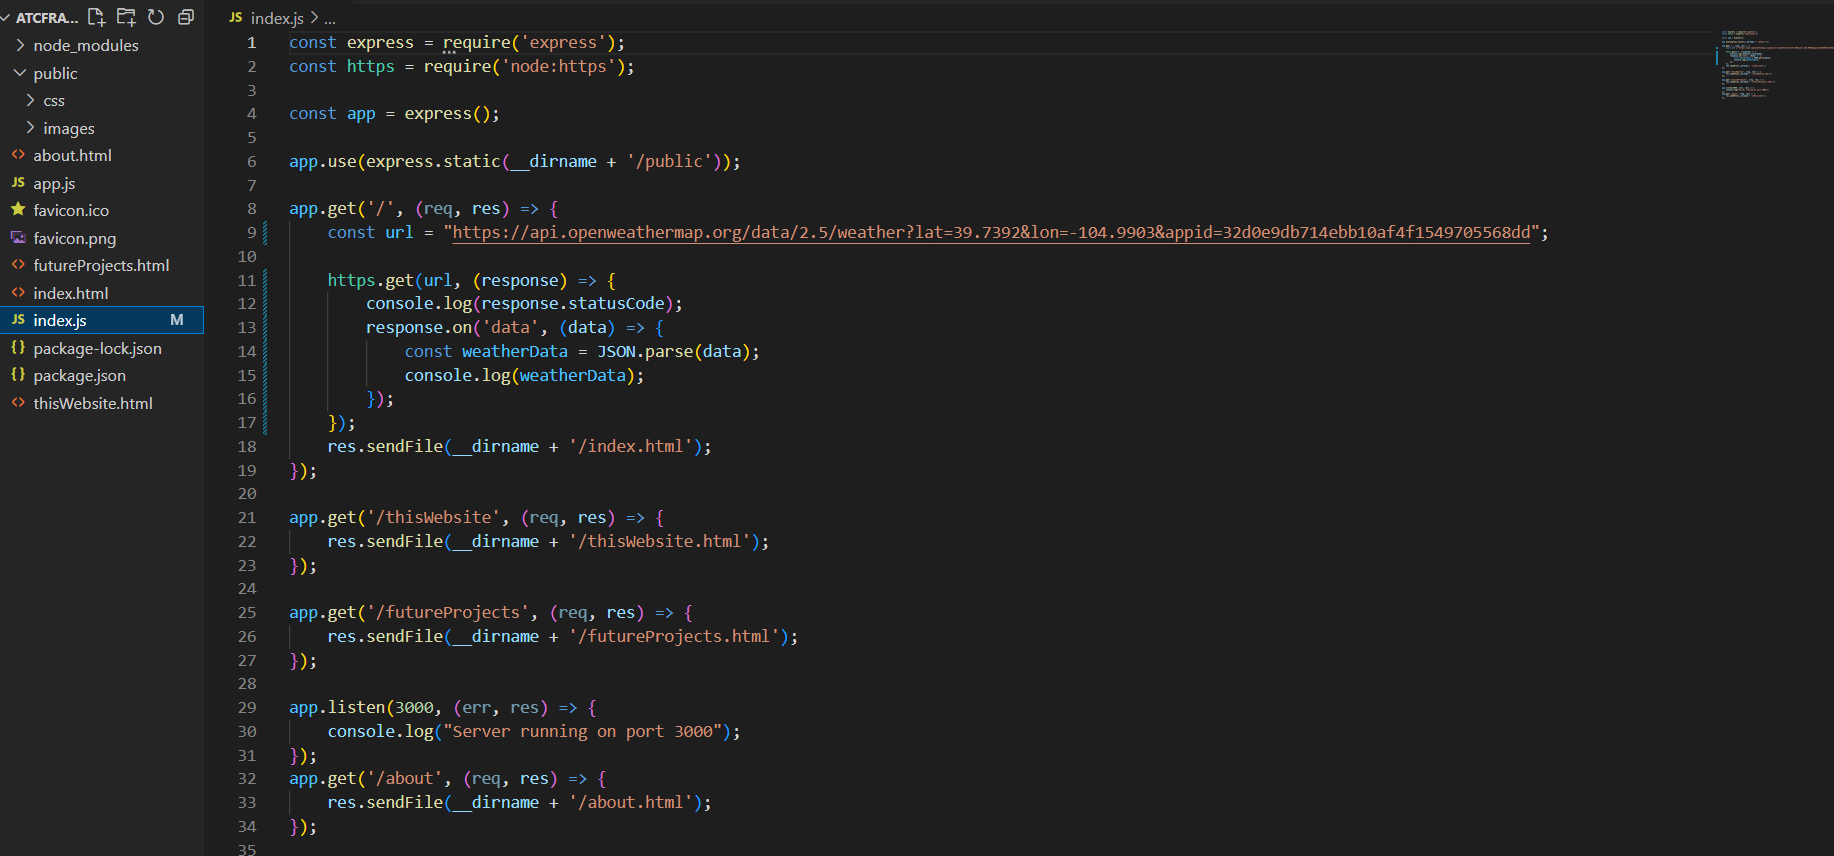 ATCFRA...
node_modules
public
css
images
about.html
JS app.js
favicon.ico
favicon.png
futureProjects.html
index.html
JS index.js M
{} package-lock.json
{} package.json
thisWebsite.html
JS index.js > ...
1 const express = require('express');
2 const https = require('node:https');
3
4 const app = express();
5
6 app.use(express.static(__dirname + '/public'));
7
8 app.get('/', (req, res) => {
9 const url = "https://api.openweathermap.org/data/2.5/weather?lat=39.7392&lon=-104.9903&appid=32d0e9db714ebb10af4f1549705568dd";
10
11 https.get(url, (response) => {
12 console.log(response.statusCode);
13 response.on('data', (data) => {
14 const weatherData = JSON.parse(data);
15 console.log(weatherData);
16 });
17 });
18 res.sendFile(__dirname + '/index.html');
19 });
20
21 app.get('/thisWebsite', (req, res) => {
22 res.sendFile(__dirname + '/thisWebsite.html');
23 });
24
25 app.get('/futureProjects', (req, res) => {
26 res.sendFile(__dirname + '/futureProjects.html');
27 });
28
29 app.listen(3000, (err, res) => {
30 console.log("Server running on port 3000");
31 });
32 app.get('/about', (req, res) => {
33 res.sendFile(__dirname + '/about.html');
34 });
35